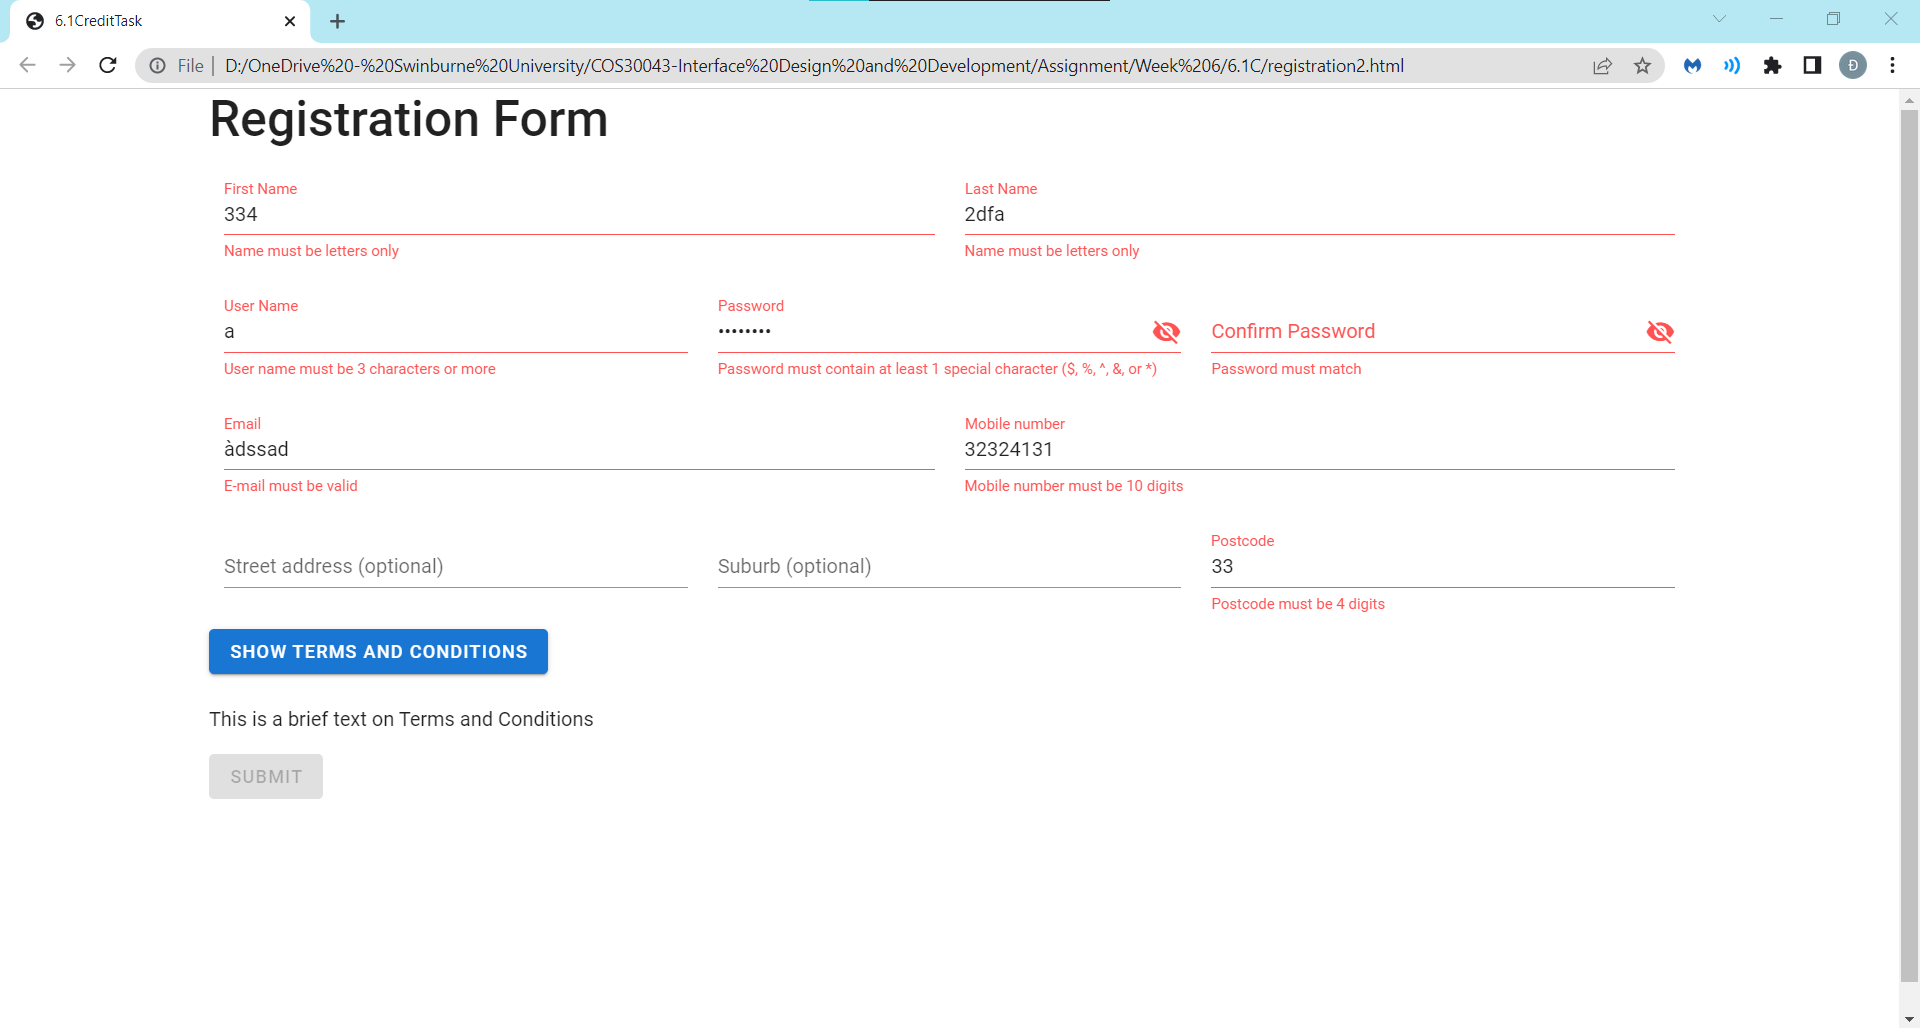 6.1CreditTask
File | D:/OneDrive%20-%20Swinburne%20University/COS30043-Interface%20Design%20and%20Development/Assignment/Week%206/6.1C/registration2.html
Đ
Registration Form
First Name Last Name
334 2dfa
Name must be letters only Name must be letters only
User Name Password
a •••••••• Confirm Password
User name must be 3 characters or more Password must contain at least 1 special character ($, %, ^, &, or *) Password must match
Email Mobile number
àdssad 32324131
E-mail must be valid Mobile number must be 10 digits
Postcode
Street address (optional) Suburb (optional) 33
Postcode must be 4 digits
SHOW TERMS AND CONDITIONS
This is a brief text on Terms and Conditions
SUBMIT